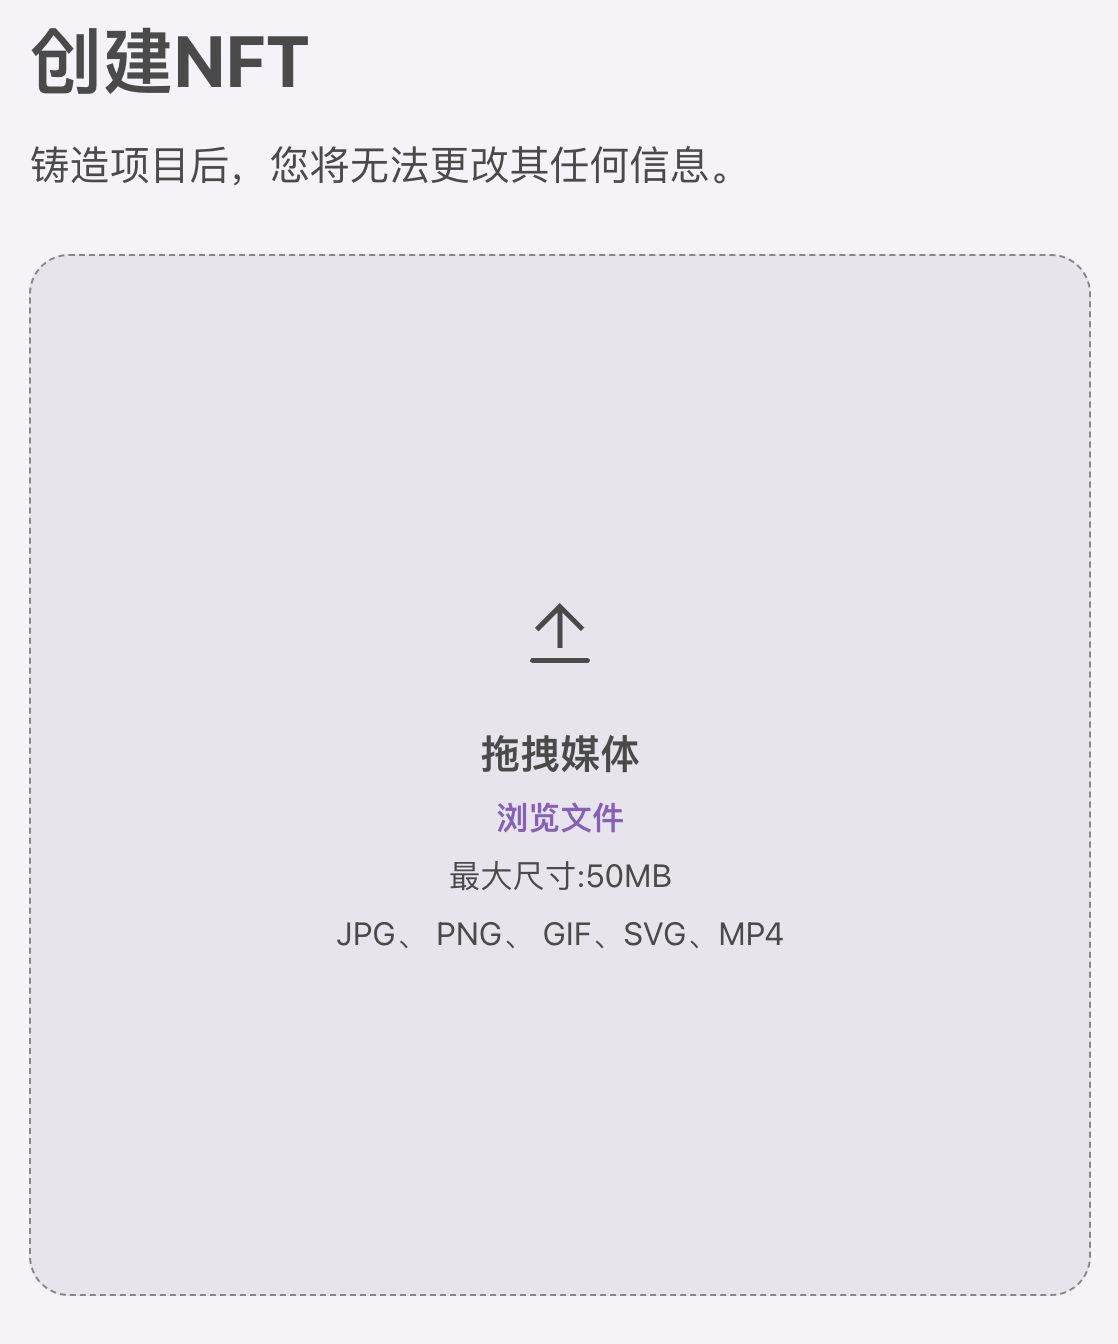 创建NFT
铸造项目后，您将无法更改其任何信息。
拖拽媒体
浏览文件
最大尺寸:50MB
JPG、 PNG、 GIF、SVG、MP4